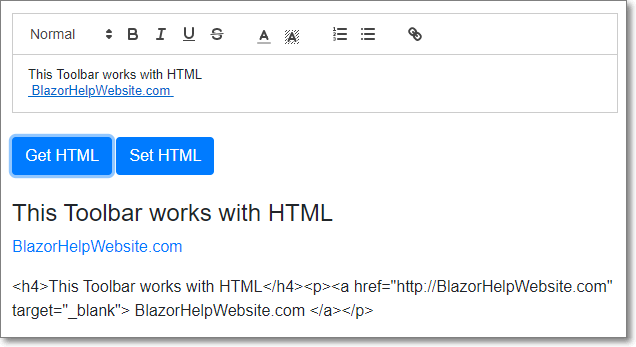 Normal B I U S A A
This Toolbar works with HTML
BlazorHelpWebsite.com
Get HTML Set HTML
This Toolbar works with HTML
BlazorHelpWebsite.com
<h4>This Toolbar works with HTML</h4><p><a href="http://BlazorHelpWebsite.com"
target="_blank"> BlazorHelpWebsite.com </a></p>